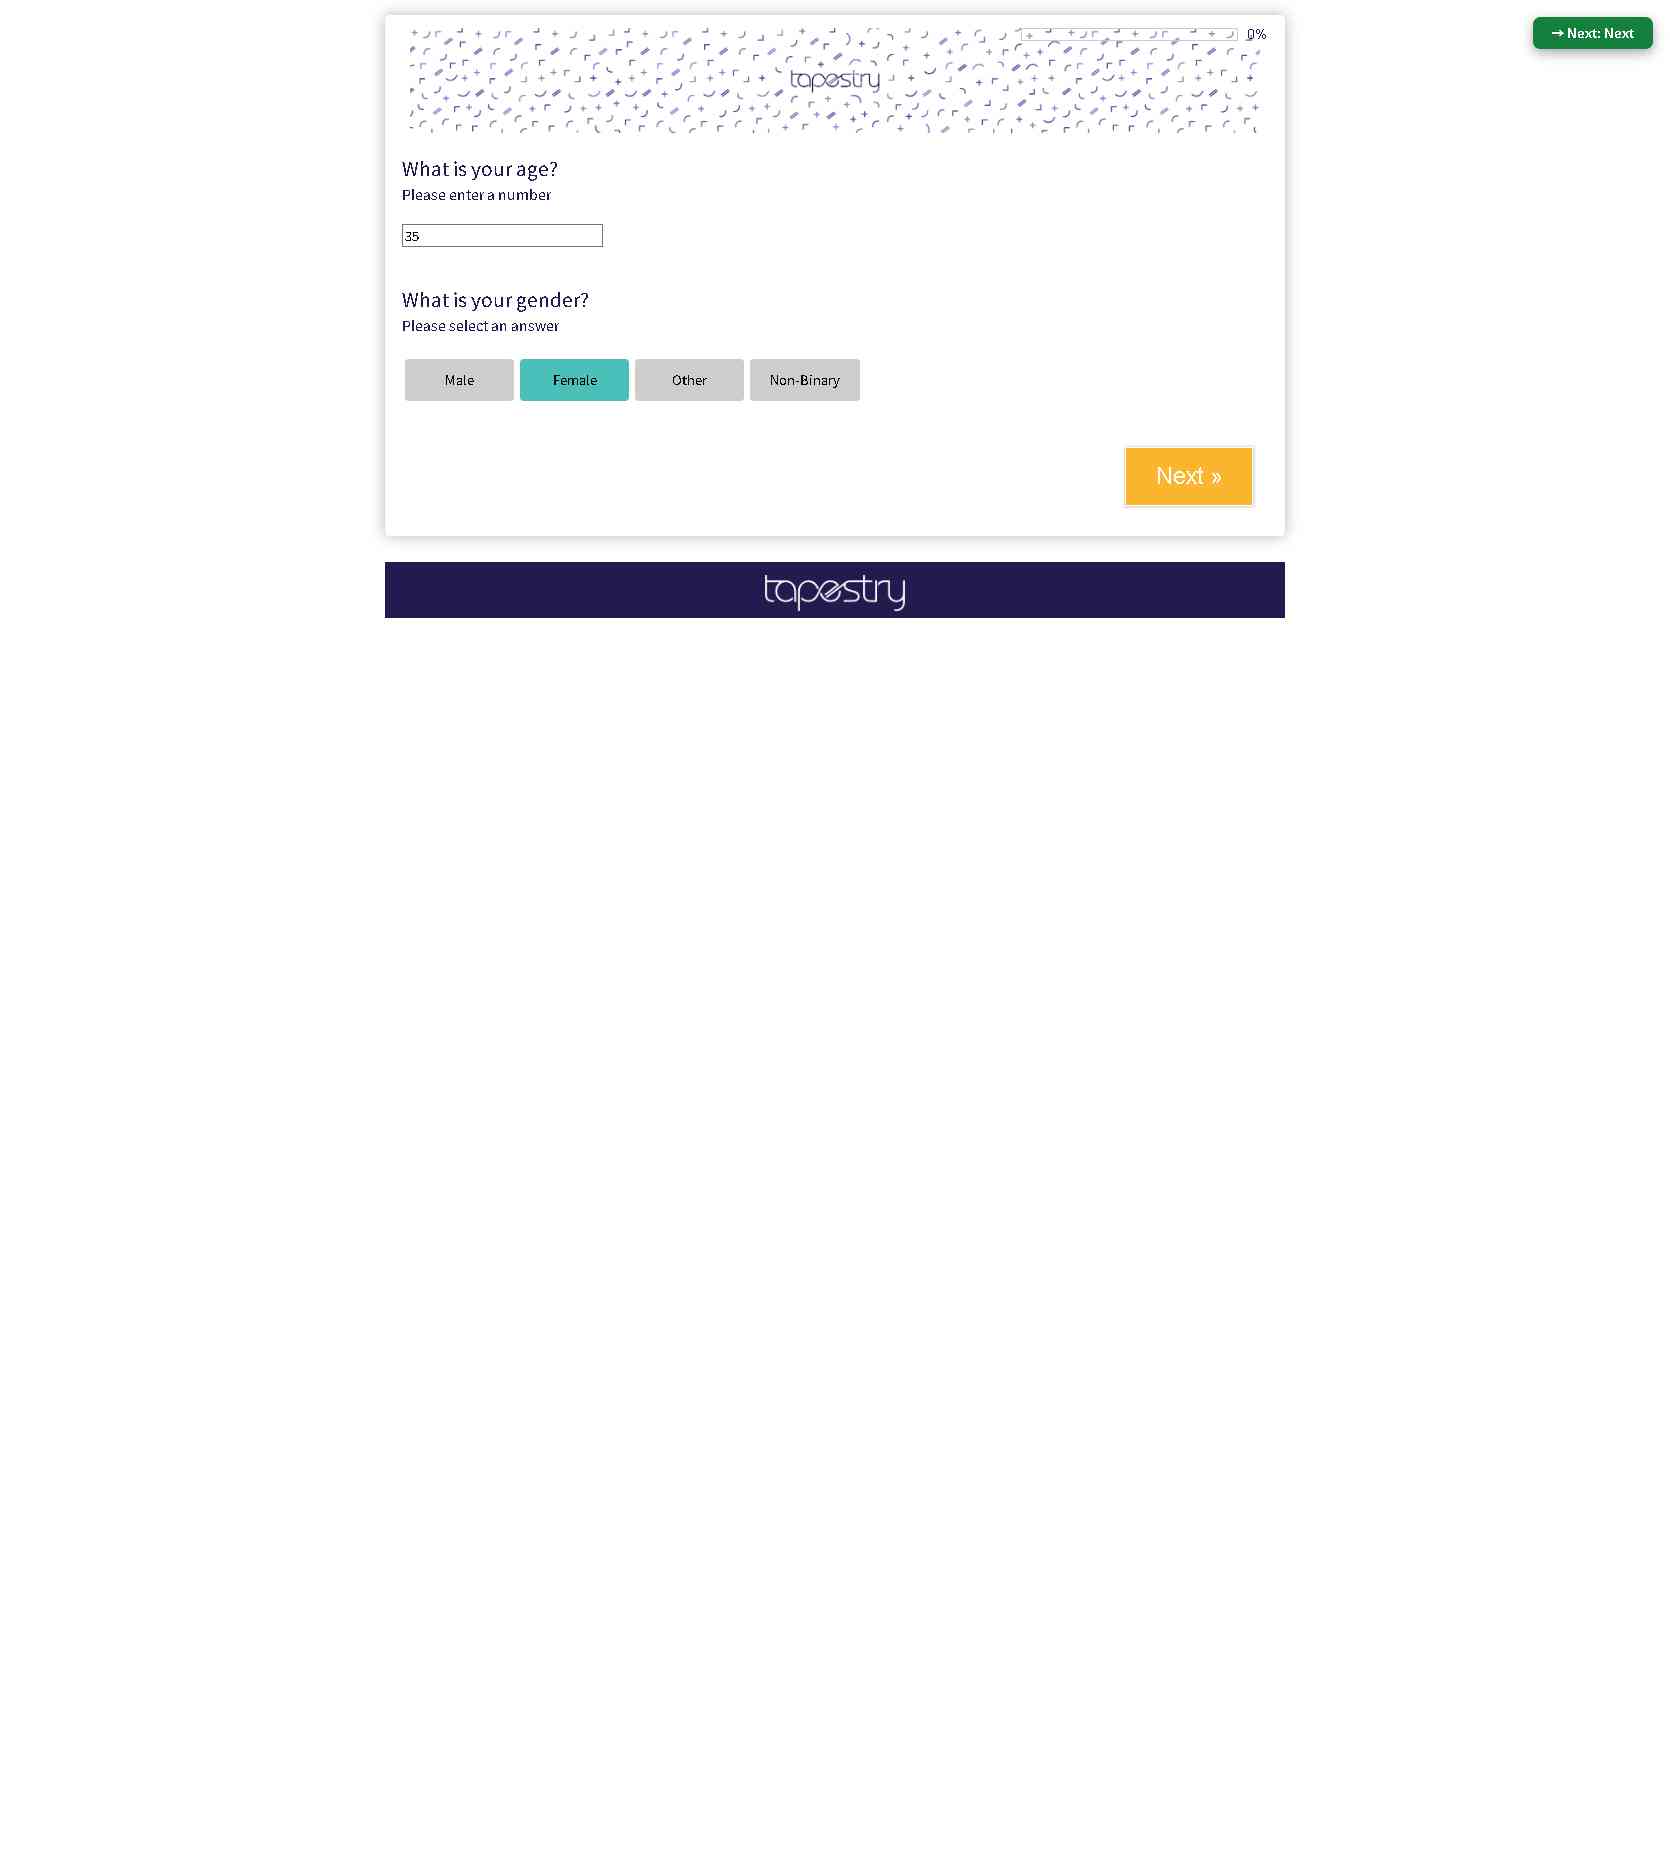 0%
→ Next: Next
tapestry
What is your age?
Please enter a number
35
What is your gender?
Please select an answer
Male Female Other Non-Binary
Next »
tapestry